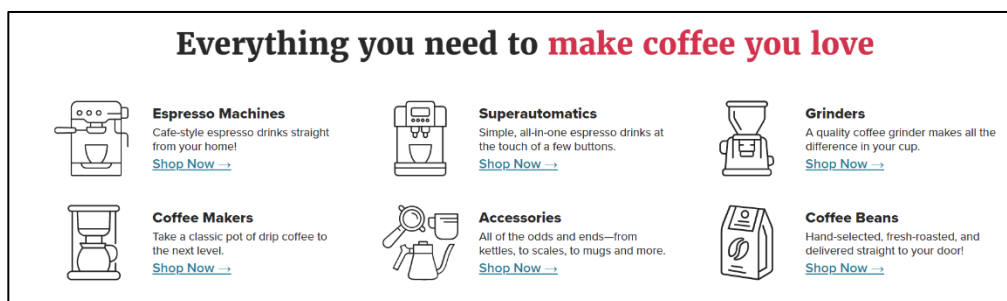 Everything you need to make coffee you love
Espresso Machines
Cafe-style espresso drinks straight
from your home!
Shop Now →
Superautomatics
Simple, all-in-one espresso drinks at
the touch of a few buttons.
Shop Now →
Grinders
A quality coffee grinder makes all the
difference in your cup.
Shop Now →
Coffee Makers
Take a classic pot of drip coffee to
the next level.
Shop Now →
Accessories
All of the odds and ends—from
kettles, to scales, to mugs and more.
Shop Now →
Coffee Beans
Hand-selected, fresh-roasted, and
delivered straight to your door!
Shop Now →